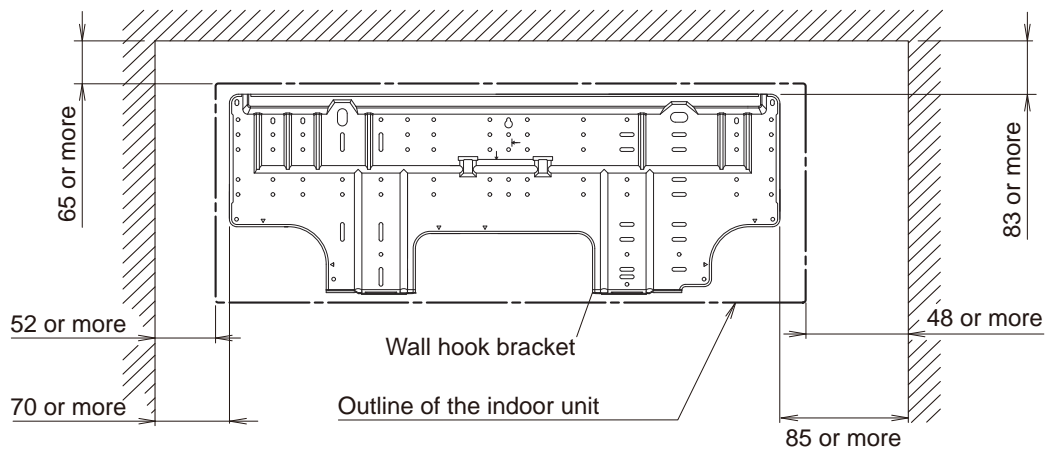 65 or more
83 or more
52 or more
48 or more
Wall hook bracket
70 or more
Outline of the indoor unit
85 or more